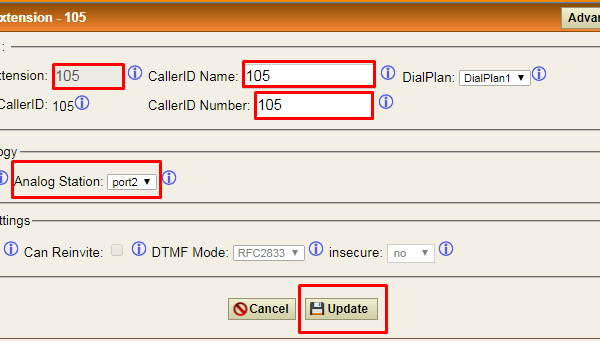 xtension - 105 Advan
:
xtension: 105 CallerID Name: 105 DialPlan: DialPlan1
CallerID: 105 CallerID Number: 105
ogy
Analog Station: port2
ttings
Can Reinvite: DTMF Mode: RFC2833 insecure: no
Cancel Update